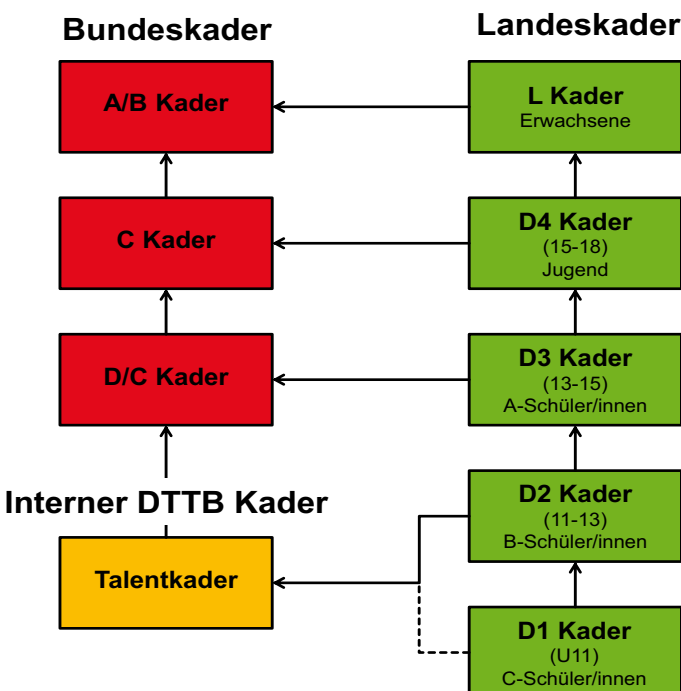 Bundeskader
Landeskader
A/B Kader
L Kader
Erwachsene
C Kader
D4 Kader
(15-18)
Jugend
D/C Kader
D3 Kader
(13-15)
A-Schüler/innen
Interner DTTB Kader
D2 Kader
(11-13)
B-Schüler/innen
Talentkader
D1 Kader
(U11)
C-Schüler/innen